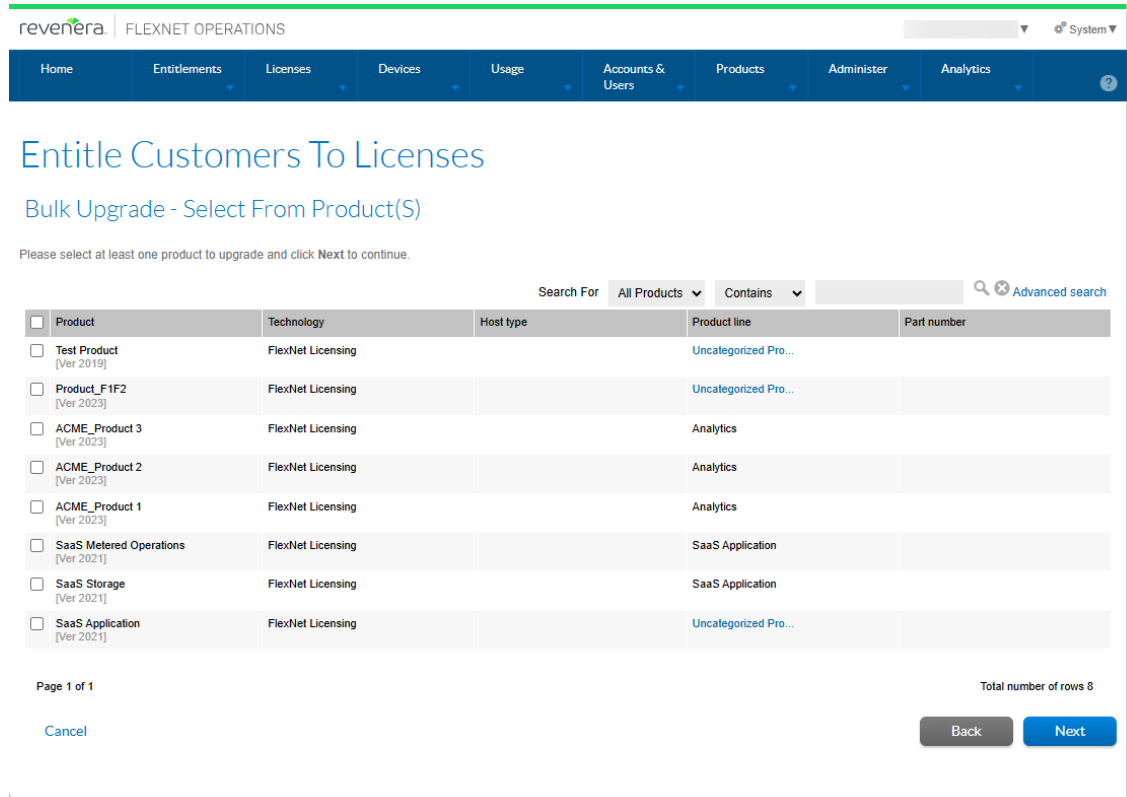 revenera. FLEXNET OPERATIONS
System
Home Entitlements Licenses Devices Usage Accounts & Users Products Administer Analytics
?
Entitle Customers To Licenses
Bulk Upgrade - Select From Product(S)
Please select at least one product to upgrade and click Next to continue.
Search For All Products Contains Advanced search
Product Technology Host type Product line Part number
Test Product FlexNet Licensing Uncategorized Pro...
[Ver 2019]
Product_F1F2 FlexNet Licensing Uncategorized Pro...
[Ver 2023]
ACME_Product 3 FlexNet Licensing Analytics
[Ver 2023]
ACME_Product 2 FlexNet Licensing Analytics
[Ver 2023]
ACME_Product 1 FlexNet Licensing Analytics
[Ver 2023]
SaaS Metered Operations FlexNet Licensing SaaS Application
[Ver 2021]
SaaS Storage FlexNet Licensing SaaS Application
[Ver 2021]
SaaS Application FlexNet Licensing Uncategorized Pro...
[Ver 2021]
Page 1 of 1 Total number of rows 8
Cancel Back Next